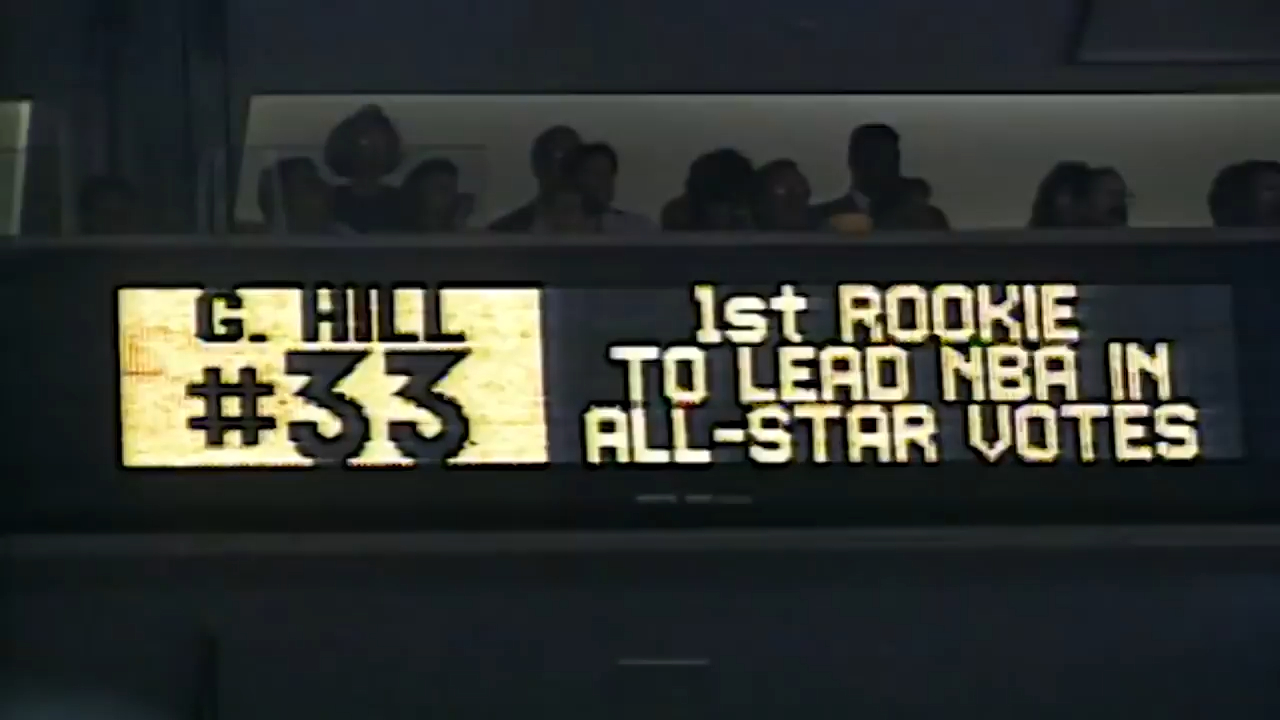 G. HILL
#33
1st ROOKIE
TO LEAD NBA IN
ALL-STAR VOTES